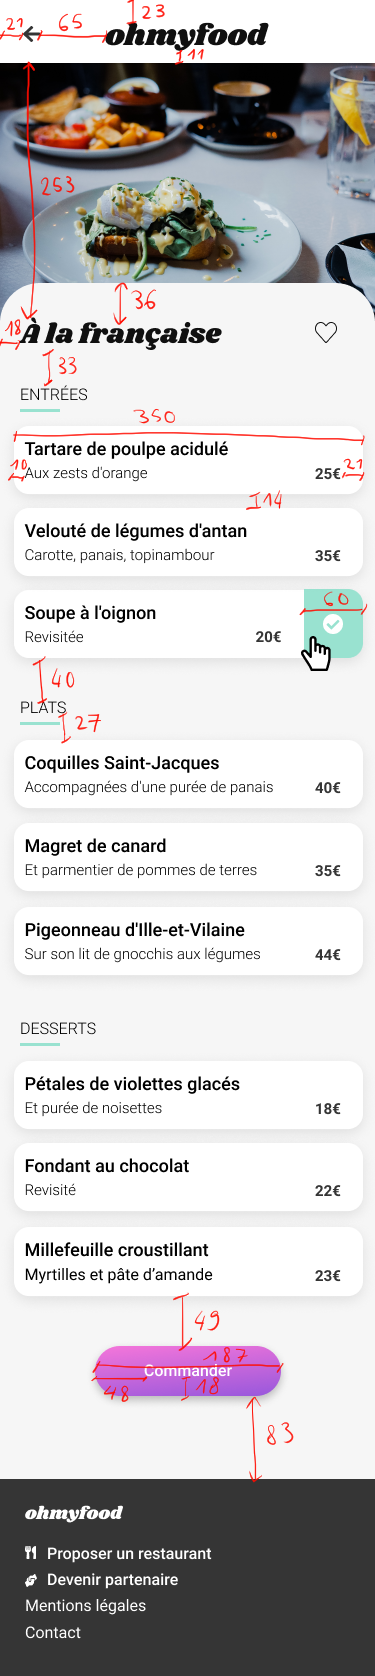 23
21
65
ohmyfood
11
253
36
18
À la française
33
ENTRÉES
350
Tartare de poulpe acidulé
10
Aux zests d'orange
25€
21
14
Velouté de légumes d'antan
Carotte, panais, topinambour
35€
60
Soupe à l'oignon
Revisitée
20€
40
PLATS
27
Coquilles Saint-Jacques
Accompagnées d'une purée de panais
40€
Magret de canard
Et parmentier de pommes de terres
35€
Pigeonneau d'Ille-et-Vilaine
Sur son lit de gnocchis aux légumes
44€
DESSERTS
Pétales de violettes glacés
Et purée de noisettes
18€
Fondant au chocolat
Revisité
22€
Millefeuille croustillant
Myrtilles et pâte d’amande
23€
49
187
Commander
48
18
83
ohmyfood
Proposer un restaurant
Devenir partenaire
Mentions légales
Contact